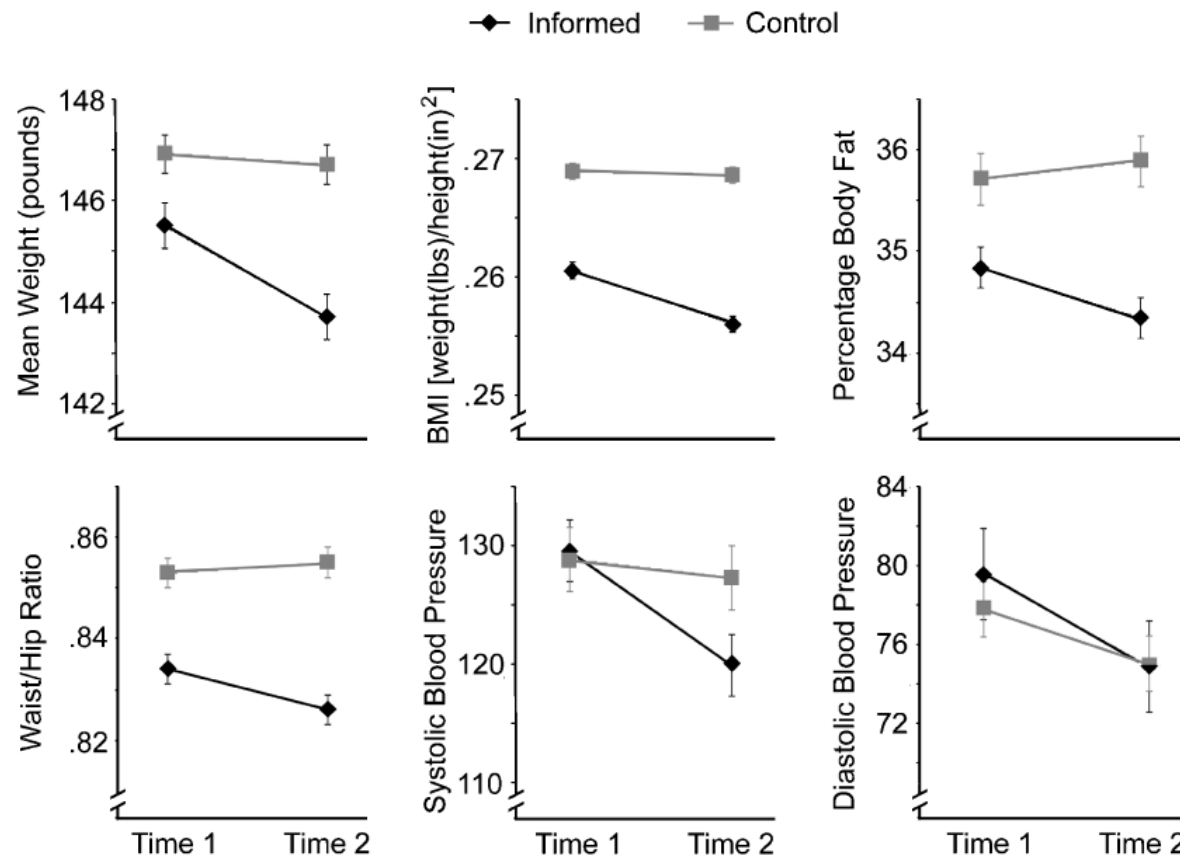 Informed Control
Mean Weight (pounds)
148
146
144
142
BMI [weight(lbs)/height(in)²]
.27
.26
.25
Percentage Body Fat
36
35
34
Waist/Hip Ratio
.86
.84
.82
Time 1 Time 2
Systolic Blood Pressure
130
120
110
Time 1 Time 2
Diastolic Blood Pressure
84
80
76
72
Time 1 Time 2